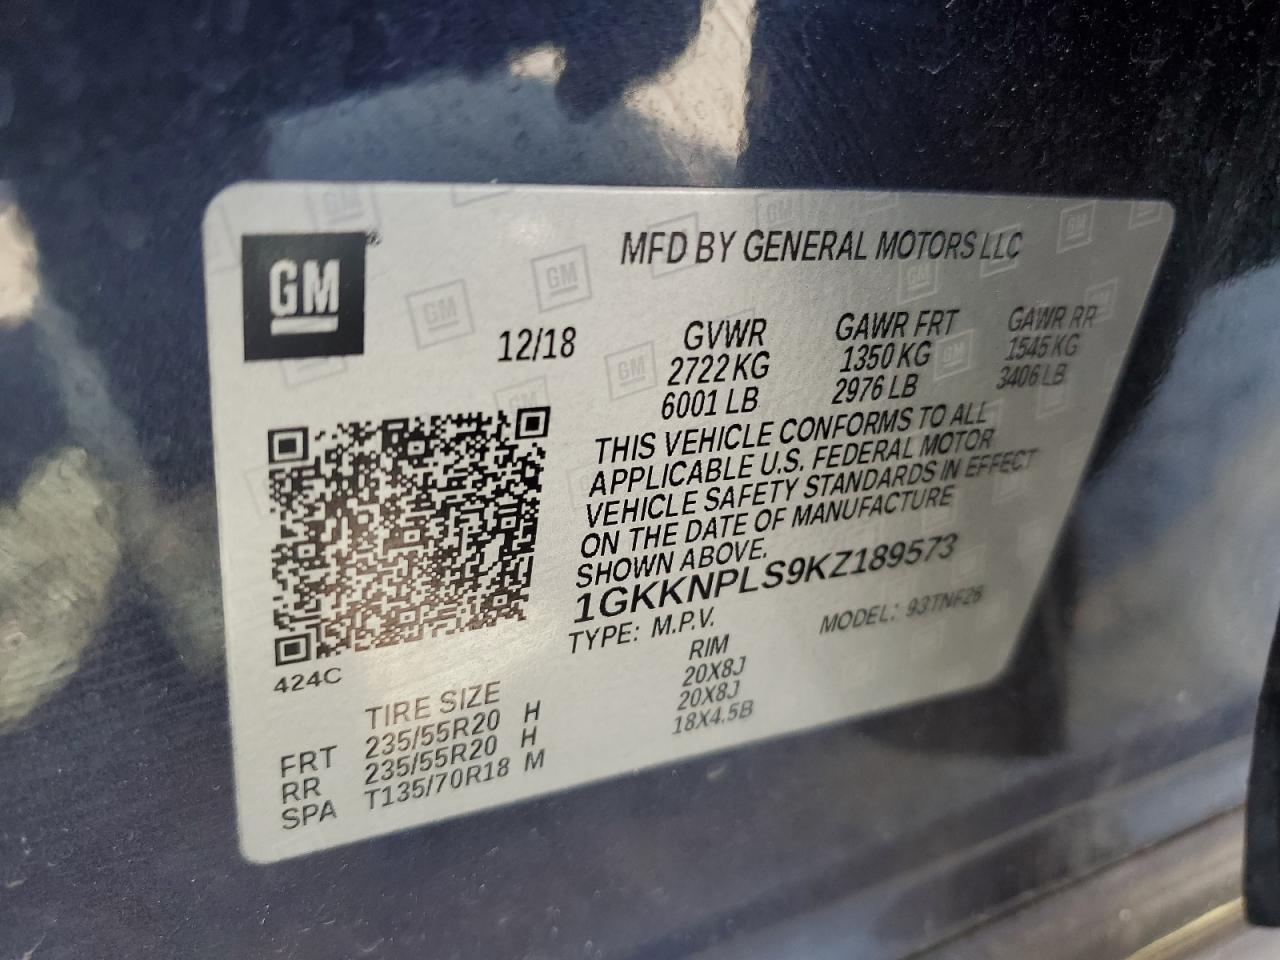 GM
MFD BY GENERAL MOTORS LLC
12/18
GVWR
2722 KG
6001 LB
GAWR FRT
1350 KG
2976 LB
GAWR RR
1545 KG
3406 LB
THIS VEHICLE CONFORMS TO ALL
APPLICABLE U.S. FEDERAL MOTOR
VEHICLE SAFETY STANDARDS IN EFFECT
ON THE DATE OF MANUFACTURE
SHOWN ABOVE.
1GKKNPLS9KZ189573
TYPE: M.P.V.
MODEL: 93TNF26
424C
TIRE SIZE
RIM
FRT 235/55R20 H 20X8J
RR 235/55R20 H 20X8J
SPA T135/70R18 M 18X4.5B